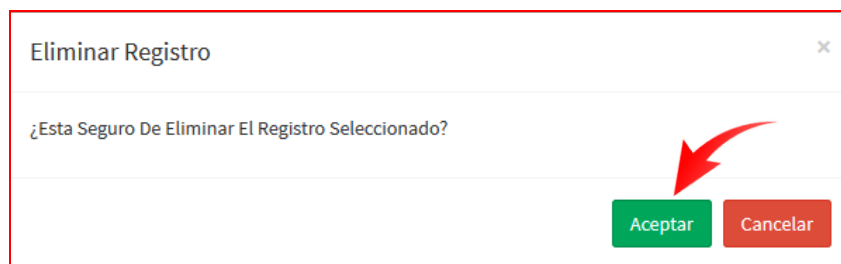 Eliminar Registro
×
¿Esta Seguro De Eliminar El Registro Seleccionado?
Aceptar Cancelar